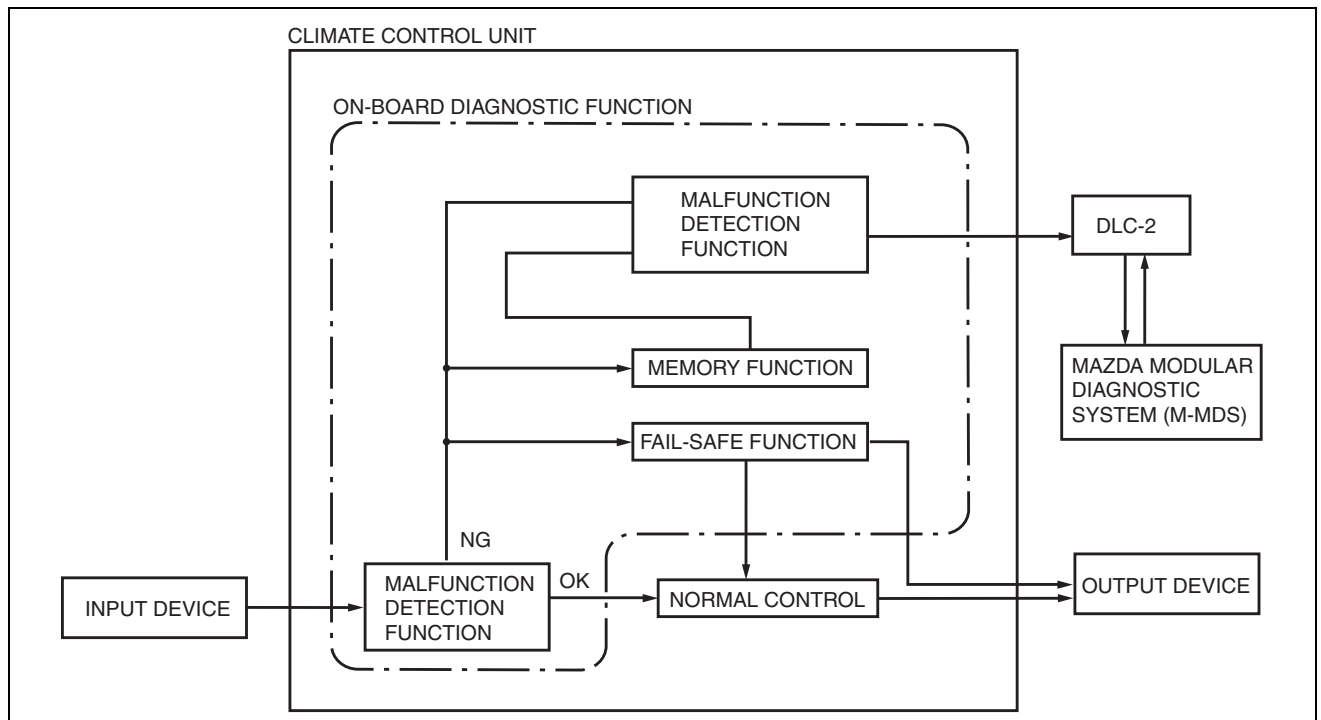 CLIMATE CONTROL UNIT
ON-BOARD DIAGNOSTIC FUNCTION
MALFUNCTION
DETECTION
FUNCTION
DLC-2
MEMORY FUNCTION
MAZDA MODULAR
DIAGNOSTIC
SYSTEM (M-MDS)
FAIL-SAFE FUNCTION
NG
MALFUNCTION
DETECTION
FUNCTION
OK
INPUT DEVICE
NORMAL CONTROL
OUTPUT DEVICE